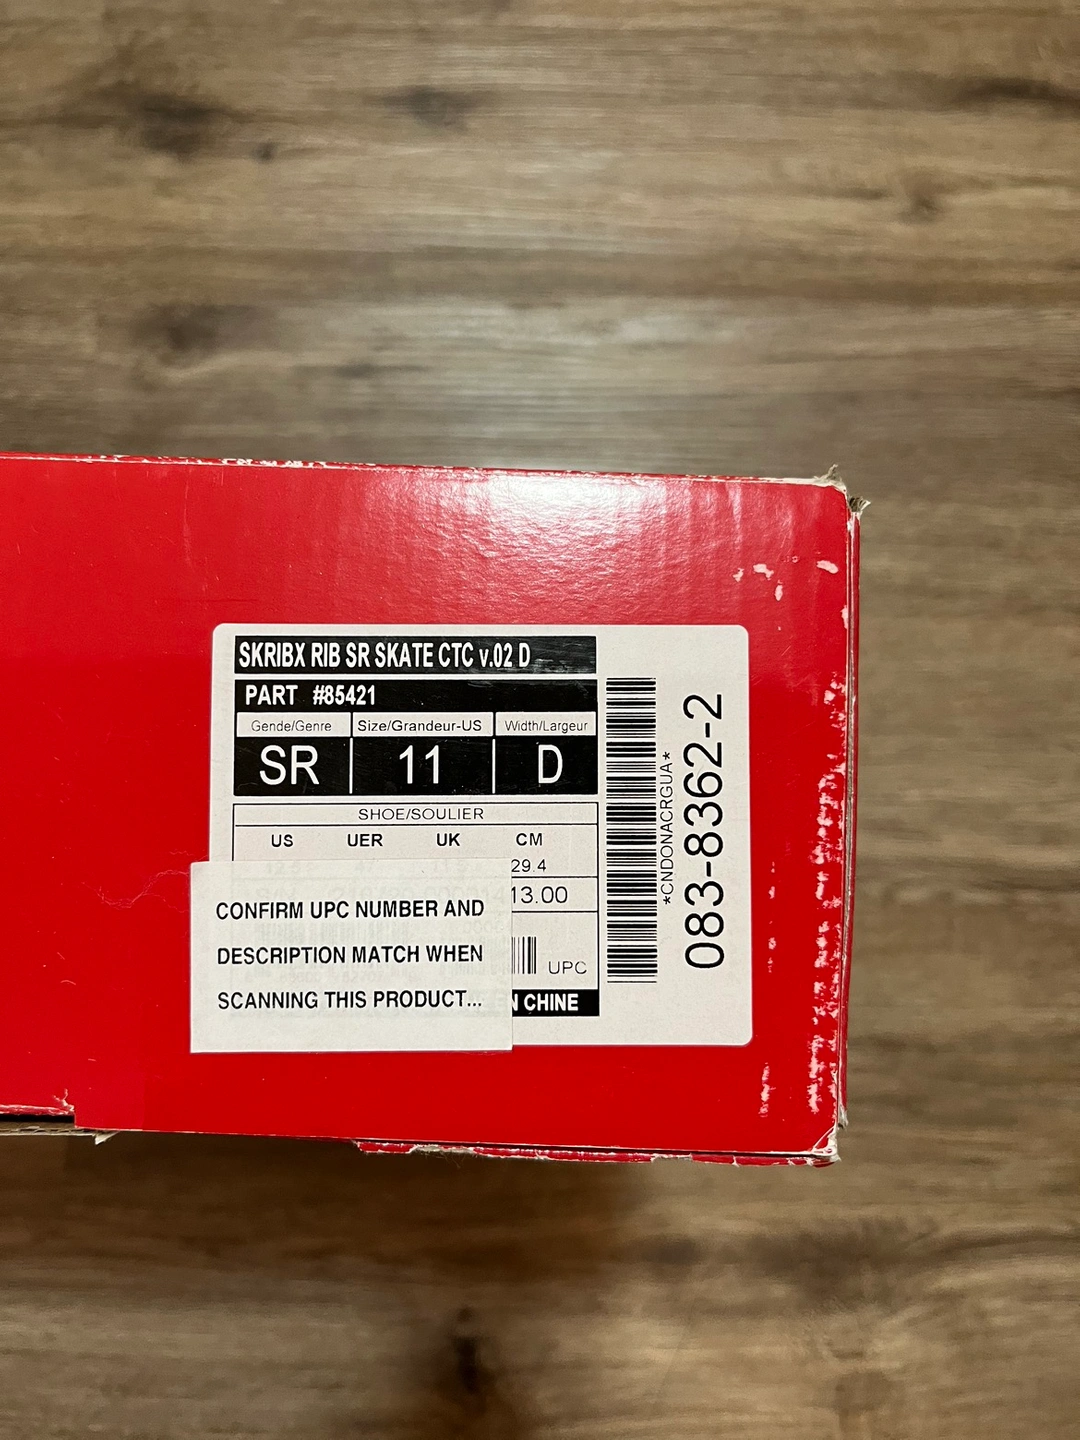 SKRIBX RIB SR SKATE CTC v.02 D
PART #85421
Gende/Genre Size/Grandeur-US Width/Largeur
SR 11 D
SHOE/SOULIER
US UER UK CM
29.4
13.00
UPC
CHINE
CONFIRM UPC NUMBER AND
DESCRIPTION MATCH WHEN
SCANNING THIS PRODUCT...
*CNDONACRGUA*
083-8362-2